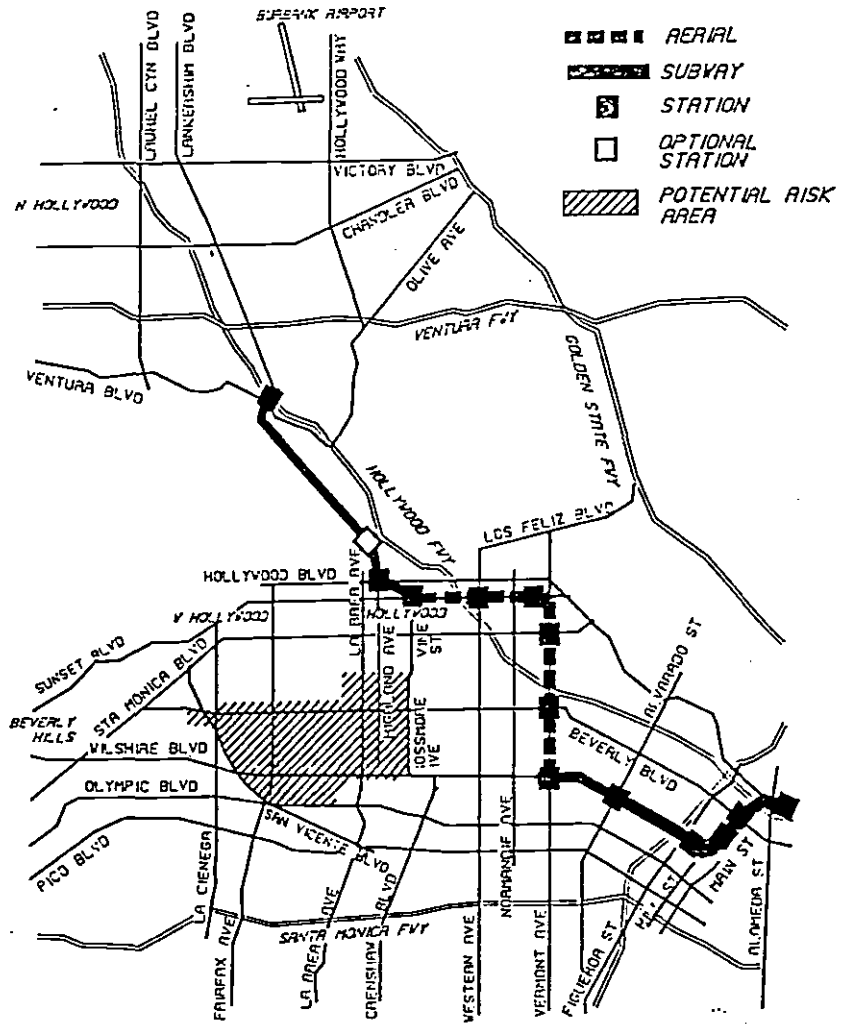 BURBANK AIRPORT
AERIAL
SUBWAY
S STATION
OPTIONAL
STATION
POTENTIAL RISK
AREA
LAUREL CYN BLVD
LANKERSHIM BLVD
HOLLYWOOD WAY
VICTORY BLVD
N HOLLYWOOD
CHANDLER BLVD
OLIVE AVE
VENTURA FWY
GOLDEN STATE FWY
VENTURA BLVD
HOLLYWOOD FWY
LOS FELIZ BLVD
HOLLYWOOD BLVD
LA BREA AVE
W HOLLYWOOD
HOLLYWOOD
HIGHLAND AVE
VINE
ST
SUNSET BLVD
STA MONICA BLVD
ALVARADO ST
BEVERLY
HILLS
ROSSMORE
AVE
BEVERLY BLVD
WILSHIRE BLVD
OLYMPIC BLVD
SAN VICENTE BLVD
PICO BLVD
LA CIENEGA
NORMANDIE AVE
MAIN ST
SANTA MONICA FWY
FAIRFAX AVE
LA BREA AVE
CRENSHAW BLVD
WESTERN AVE
VERMONT AVE
FIGUEROA ST
ST
ALAMEDA ST